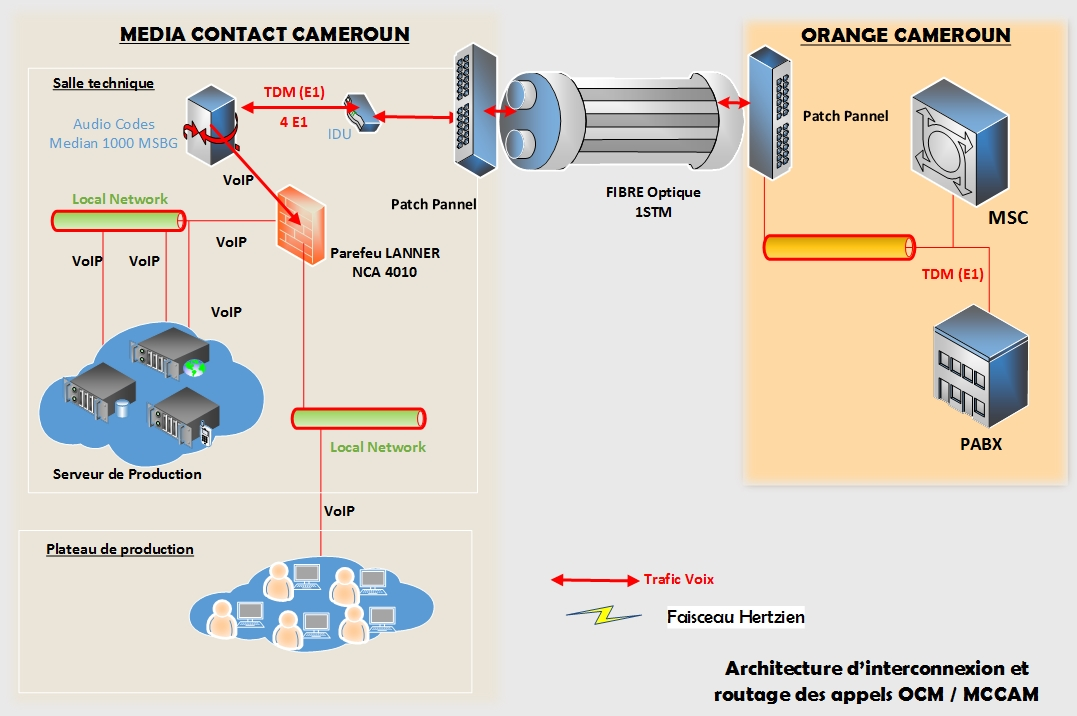 MEDIA CONTACT CAMEROUN
ORANGE CAMEROUN
Salle technique
TDM (E1)
4 E1
IDU
Audio Codes
Median 1000 MSBG
VoIP
Patch Pannel
FIBRE Optique
1STM
Patch Pannel
MSC
Local Network
VoIP
Parefeu LANNER
NCA 4010
VoIP
VoIP
TDM (E1)
VoIP
PABX
Local Network
Serveur de Production
VoIP
Plateau de production
Trafic Voix
Faisceau Hertzien
Architecture d'interconnexion et
routage des appels OCM / MCCAM